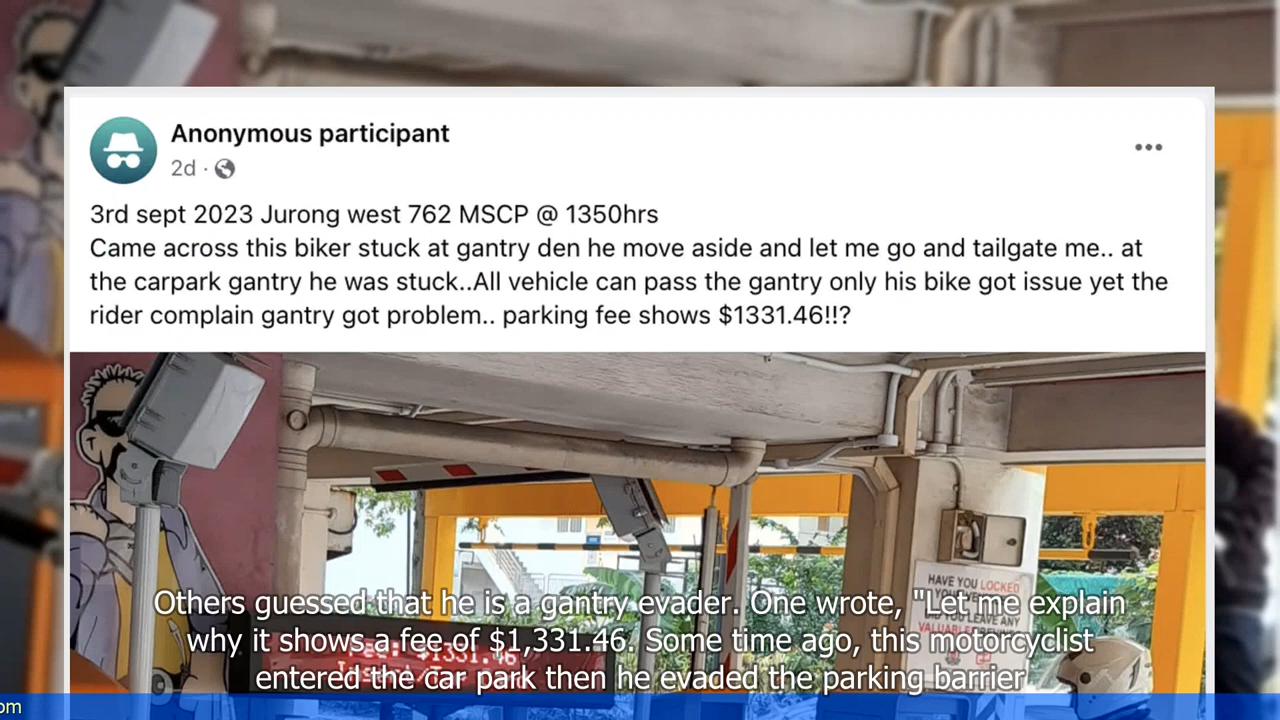 Anonymous participant
2d ·
3rd sept 2023 Jurong west 762 MSCP @ 1350hrs
Came across this biker stuck at gantry den he move aside and let me go and tailgate me.. at
the carpark gantry he was stuck..All vehicle can pass the gantry only his bike got issue yet the
rider complain gantry got problem.. parking fee shows $1331.46!!?
HAVE YOU LOCKED
Others guessed that he is a gantry evader. One wrote, "Let me explain
why it shows a fee of $1,331.46. Some time ago, this motorcyclist
entered the car park then he evaded the parking barrier
$1331.46
om